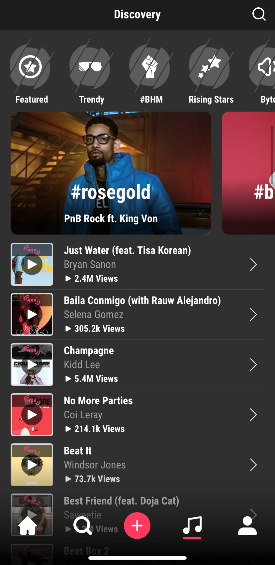 Discovery
Featured
Trendy
#BHM
Rising Stars
Byte
#rosegold
#b
PnB Rock ft. King Von
Just Water (feat. Tisa Korean)
Bryan Sanon
2.4M Views
Baila Conmigo (with Rauw Alejandro)
Selena Gomez
305.2k Views
Champagne
Kidd Lee
5.4M Views
No More Parties
Coi Leray
214.1k Views
Beat It
Windsor Jones
73.7k Views
Best Friend (feat. Doja Cat)
Saweetie
Views
Beat Box 2